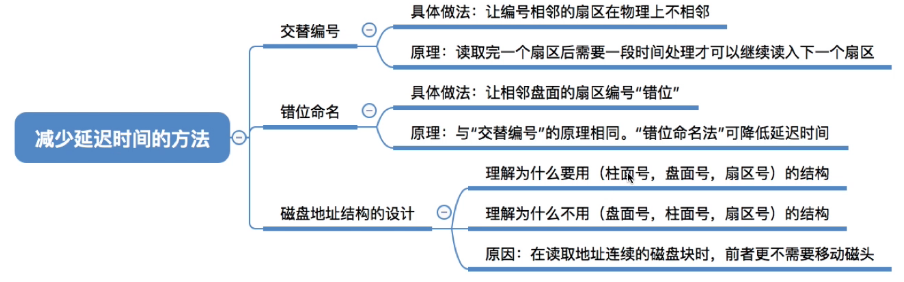 减少延迟时间的方法
交替编号
具体做法：让编号相邻的扇区在物理上不相邻
原理：读取完一个扇区后需要一段时间处理才可以继续读入下一个扇区
错位命名
具体做法：让相邻盘面的扇区编号“错位”
原理：与“交替编号”的原理相同。“错位命名法”可降低延迟时间
磁盘地址结构的设计
理解为什么要用（柱面号，盘面号，扇区号）的结构
理解为什么不用（盘面号，柱面号，扇区号）的结构
原因：在读取地址连续的磁盘块时，前者更不需要移动磁头